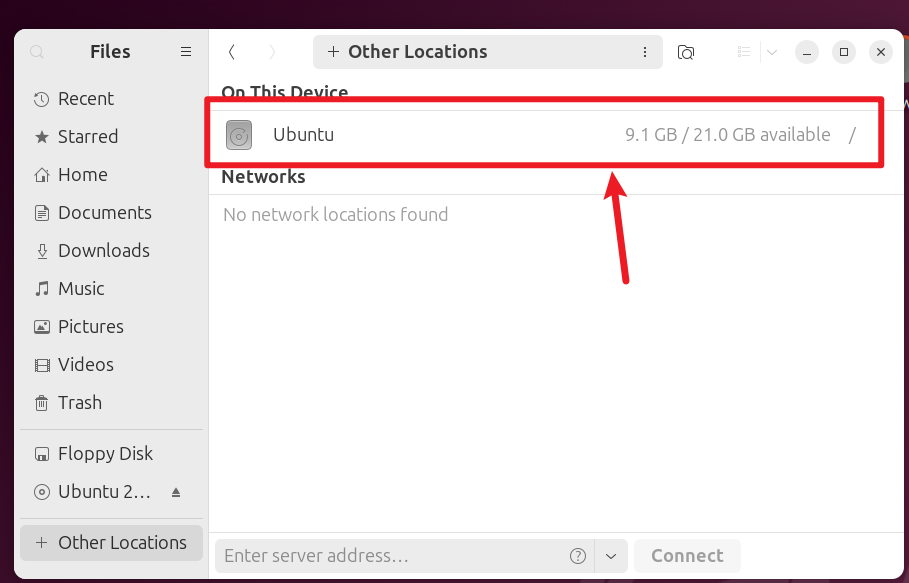 Files
+ Other Locations
Recent
Starred
Home
Documents
Downloads
Music
Pictures
Videos
Trash
Floppy Disk
Ubuntu 2…
+ Other Locations
On This Device
Ubuntu 9.1 GB / 21.0 GB available /
Networks
No network locations found
Enter server address… ? Connect